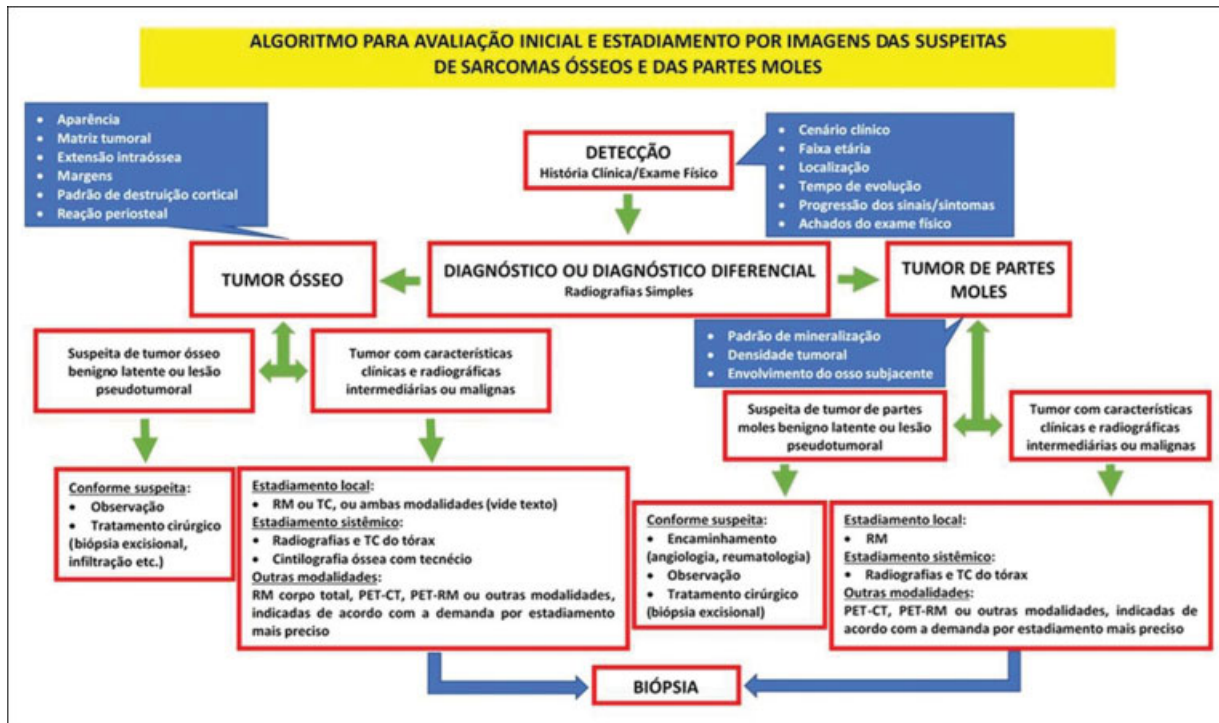 ALGORITMO PARA AVALIAÇÃO INICIAL E ESTADIAMENTO POR IMAGENS DAS SUSPEITAS
DE SARCOMAS ÓSSEOS E DAS PARTES MOLES
• Aparência
• Matriz tumoral
• Extensão intraóssea
• Margens
• Padrão de destruição cortical
• Reação periosteal
DETECÇÃO
História Clínica/Exame Físico
• Cenário clínico
• Faixa etária
• Localização
• Tempo de evolução
• Progressão dos sinais/sintomas
• Achados do exame físico
TUMOR ÓSSEO
DIAGNÓSTICO OU DIAGNÓSTICO DIFERENCIAL
Radiografias Simples
TUMOR DE PARTES
MOLES
• Padrão de mineralização
• Densidade tumoral
• Envolvimento do osso subjacente
Suspeita de tumor ósseo
benigno latente ou lesão
pseudotumoral
Tumor com características
clínicas e radiográficas
intermediárias ou malignas
Suspeita de tumor de partes
moles benigno latente ou lesão
pseudotumoral
Tumor com características
clínicas e radiográficas
intermediárias ou malignas
Conforme suspeita:
• Observação
• Tratamento cirúrgico
(biópsia excisional,
infiltração etc.)
Estadiamento local:
• RM ou TC, ou ambas modalidades (vide texto)
Estadiamento sistêmico:
• Radiografias e TC do tórax
• Cintilografia óssea com tecnécio
Outras modalidades:
RM corpo total, PET-CT, PET-RM ou outras modalidades,
indicadas de acordo com a demanda por estadiamento
mais preciso
Conforme suspeita:
• Encaminhamento
(angiologia, reumatologia)
• Observação
• Tratamento cirúrgico
(biópsia excisional)
Estadiamento local:
• RM
Estadiamento sistêmico:
• Radiografias e TC do tórax
Outras modalidades:
PET-CT, PET-RM ou outras modalidades, indicadas de
acordo com a demanda por estadiamento mais preciso
BIÓPSIA